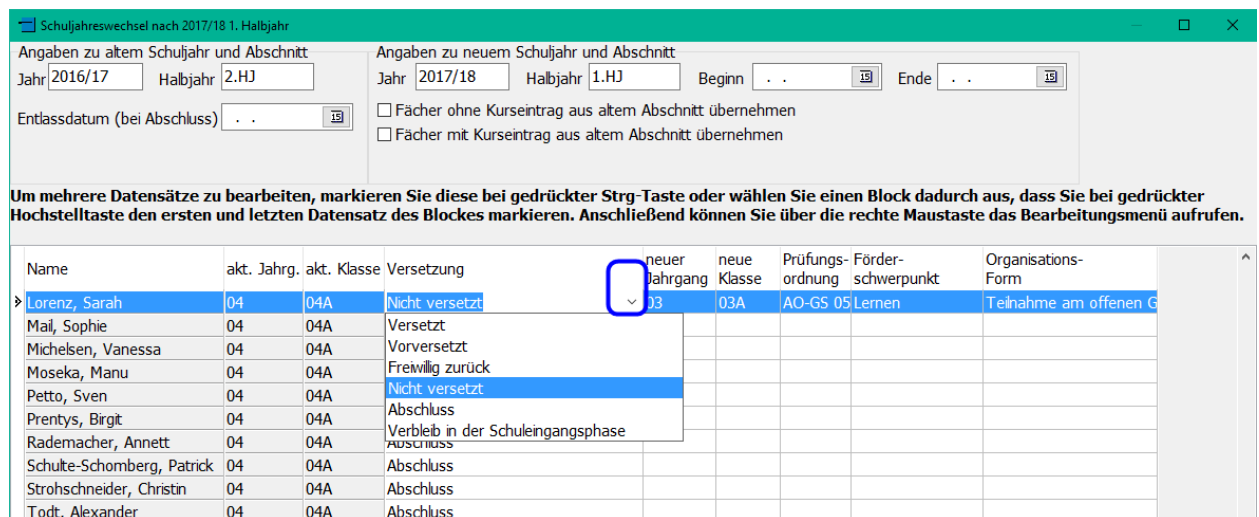 Schuljahreswechsel nach 2017/18 1. Halbjahr
Angaben zu altem Schuljahr und Abschnitt
Jahr 2016/17 Halbjahr 2.HJ
Entlassdatum (bei Abschluss) . . 15
Angaben zu neuem Schuljahr und Abschnitt
Jahr 2017/18 Halbjahr 1.HJ Beginn . . 15 Ende . . 15
Fächer ohne Kurseintrag aus altem Abschnitt übernehmen
Fächer mit Kurseintrag aus altem Abschnitt übernehmen
Um mehrere Datensätze zu bearbeiten, markieren Sie diese bei gedrückter Strg-Taste oder wählen Sie einen Block dadurch aus, dass Sie bei gedrückter
Hochstelltaste den ersten und letzten Datensatz des Blockes markieren. Anschließend können Sie über die rechte Maustaste das Bearbeitungsmenü aufrufen.
Name akt. Jahrg. akt. Klasse Versetzung neuer Jahrgang neue Klasse Prüfungs-ordnung Förder-schwerpunkt Organisations-Form
Lorenz, Sarah 04 04A Nicht versetzt 03 03A AO-GS 05 Lernen Teilnahme am offenen G
Mail, Sophie 04 04A Versetzt
Michelsen, Vanessa 04 04A Vorversetzt
Moseka, Manu 04 04A Freiwillig zurück
Petto, Sven 04 04A Nicht versetzt
Prentys, Birgit 04 04A Abschluss
Verbleib in der Schuleingangsphase
Rademacher, Annett 04 04A Abschluss
Schulte-Schomberg, Patrick 04 04A Abschluss
Strohschneider, Christin 04 04A Abschluss
Todt, Alexander 04 04A Abschluss